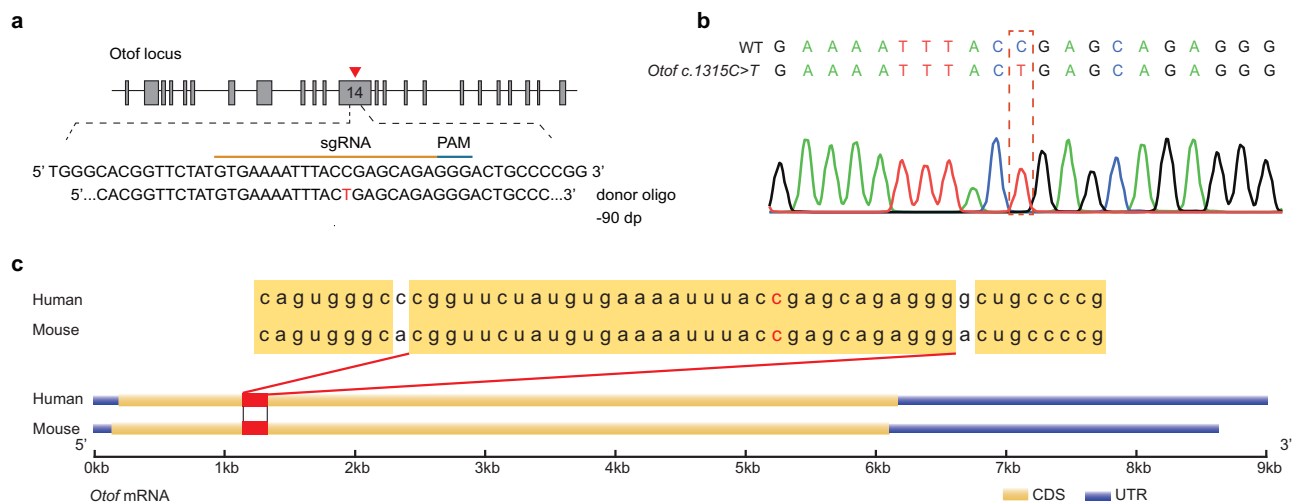 a
Otof locus
14
sgRNA PAM
5' TGGGCACGGTTCTATGTGAAAATTTACCGAGCAGAGGGACTGCCCCGG 3'
5'...CACGGTTCTATGTGAAAATTTACTGAGCAGAGGGACTGCCC...3' donor oligo
-90 dp
b
WT G A A A A T T T A C C G A G C A G A G G G
Otof c.1315C>T G A A A A T T T A C T G A G C A G A G G G
c
Human c a g u g g g c c c g g u u c u a u g u g a a a a u u u a c c g a g c a g a g g g g c u g c c c c g
Mouse c a g u g g g c a c g g u u c u a u g u g a a a a u u u a c c g a g c a g a g g g a c u g c c c c g
Human
Mouse
5' 3'
0kb 1kb 2kb 3kb 4kb 5kb 6kb 7kb 8kb 9kb
Otof mRNA CDS UTR